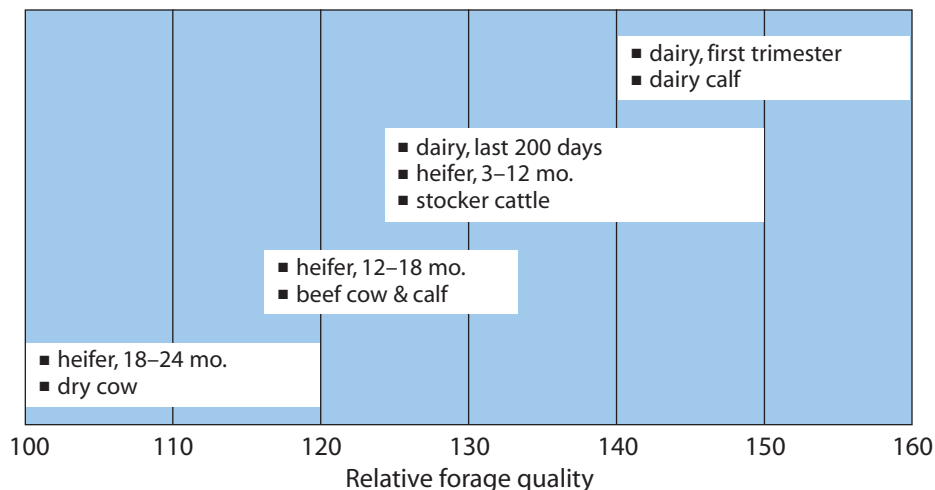 ■ dairy, first trimester
■ dairy calf
■ dairy, last 200 days
■ heifer, 3–12 mo.
■ stocker cattle
■ heifer, 12–18 mo.
■ beef cow & calf
■ heifer, 18–24 mo.
■ dry cow
100 110 120 130 140 150 160
Relative forage quality